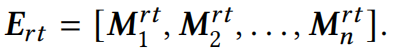 E_{rt} = [M_1^{rt}, M_2^{rt}, . . . , M_n^{rt}].